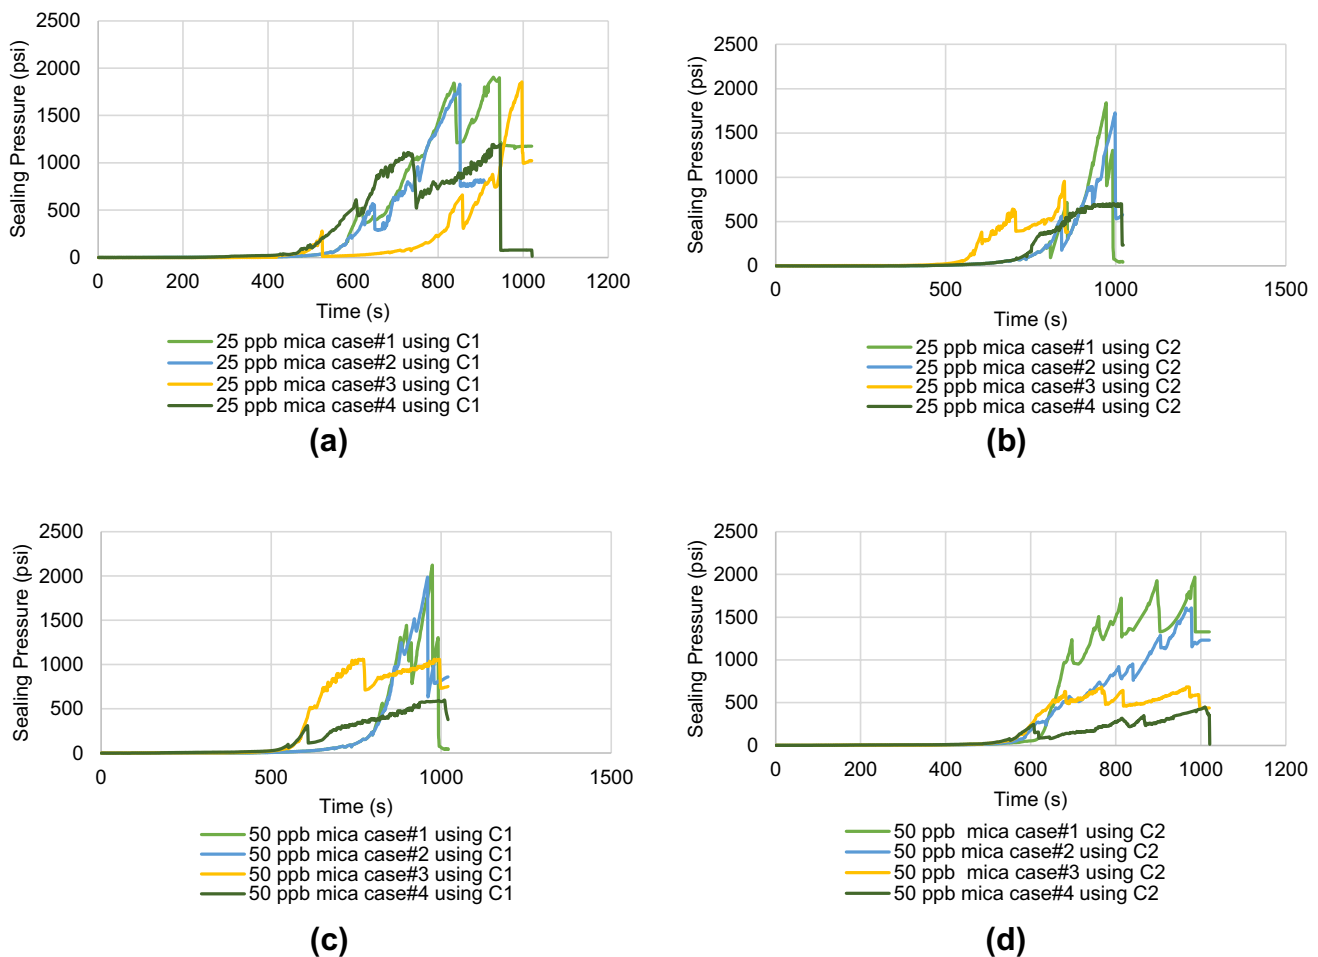 Sealing Pressure (psi)
2500
2000
1500
1000
500
0
0 200 400 600 800 1000 1200
Time (s)
25 ppb mica case#1 using C1
25 ppb mica case#2 using C1
25 ppb mica case#3 using C1
25 ppb mica case#4 using C1
(a)
Sealing Pressure (psi)
2500
2000
1500
1000
500
0
0 500 1000 1500
Time (s)
25 ppb mica case#1 using C2
25 ppb mica case#2 using C2
25 ppb mica case#3 using C2
25 ppb mica case#4 using C2
(b)
Sealing Pressure (psi)
2500
2000
1500
1000
500
0
0 500 1000 1500
Time (s)
50 ppb mica case#1 using C1
50 ppb mica case#2 using C1
50 ppb mica case#3 using C1
50 ppb mica case#4 using C1
(c)
Sealing Pressure (psi)
2500
2000
1500
1000
500
0
0 200 400 600 800 1000 1200
Time (s)
50 ppb mica case#1 using C2
50 ppb mica case#2 using C2
50 ppb mica case#3 using C2
50 ppb mica case#4 using C2
(d)